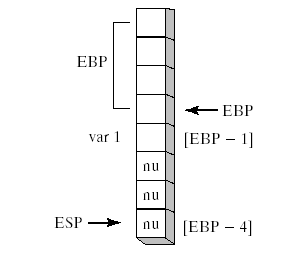 EBP
EBP
var 1
[EBP – 1]
nu
nu
ESP
nu
[EBP – 4]